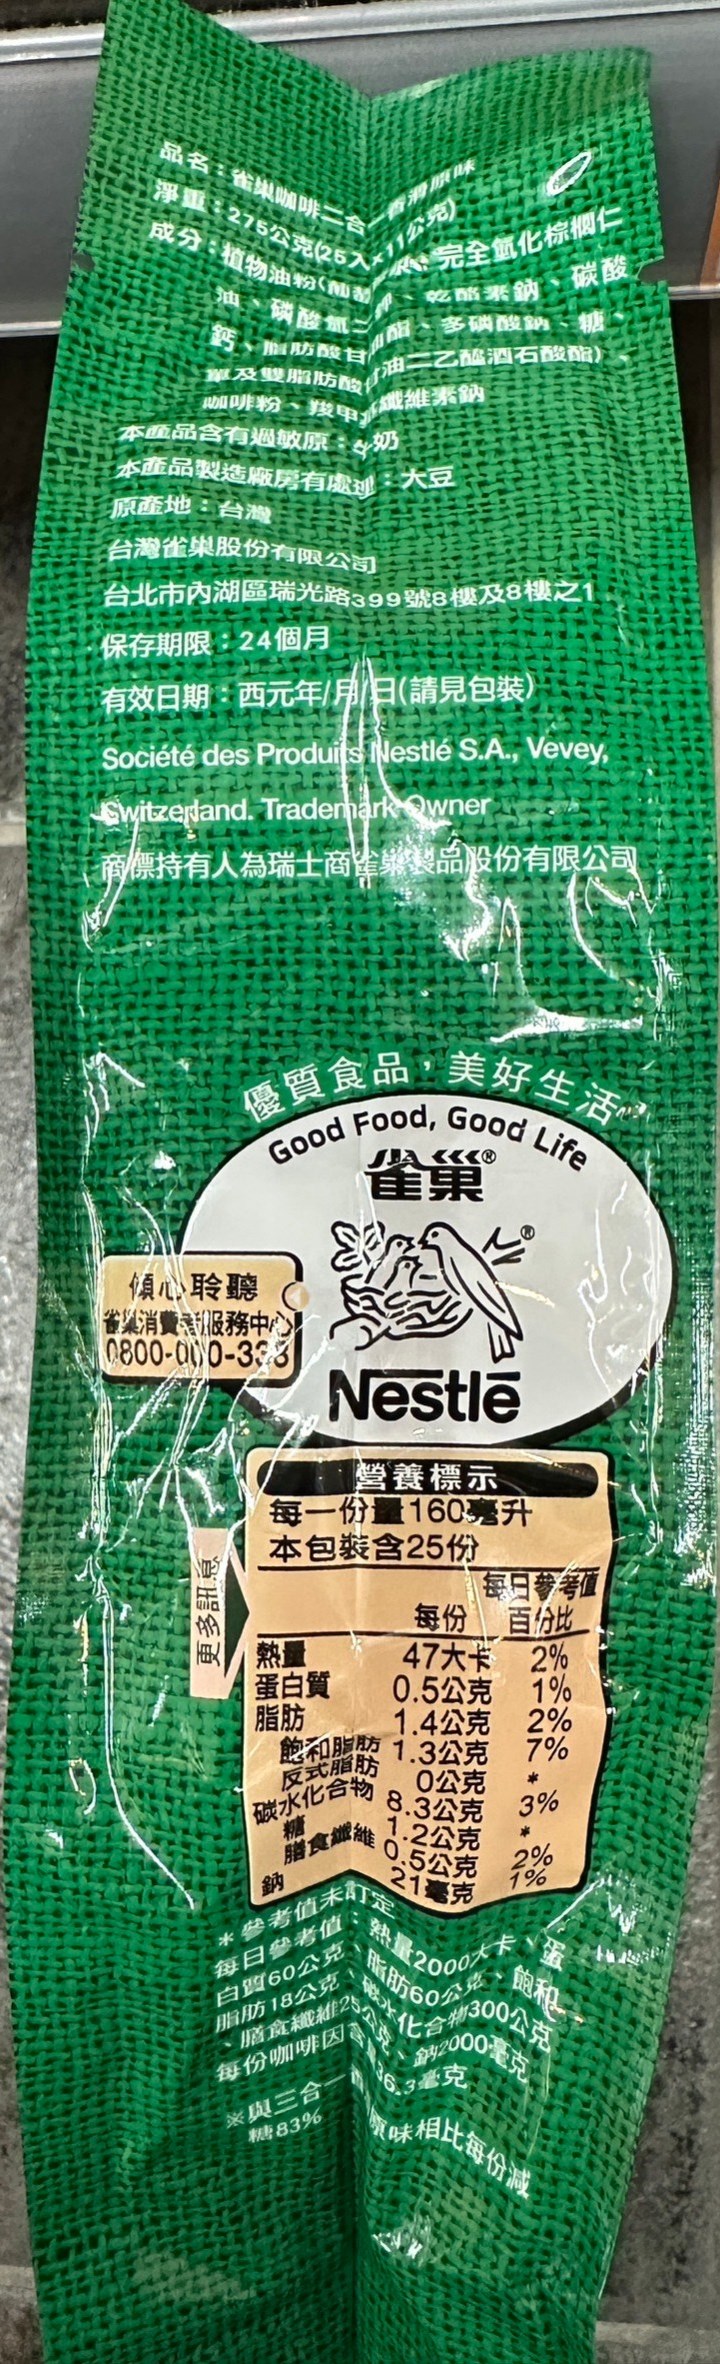 品名：雀巢咖啡二合一香滑原味
淨重：275公克(25入×11公克)
成分：植物油粉(葡萄 完全氫化棕櫚仁
油、磷酸氫二鉀、乾酪素鈉、碳酸
鈣、脂肪酸甘油酯、多磷酸鈉、糖、
單及雙脂肪酸甘油二乙醯酒石酸酯)、
咖啡粉、羧甲基纖維素鈉
本產品含有過敏原：牛奶
本產品製造廠房有處理：大豆
原產地：台灣
台灣雀巢股份有限公司
台北市內湖區瑞光路399號8樓及8樓之1
保存期限：24個月
有效日期：西元年/月/日(請見包裝)
Société des Produits Nestlé S.A., Vevey,
Switzerland. Trademark Owner
商標持有人為瑞士商雀巢製品股份有限公司
優質食品，美好生活
Good Food, Good Life
雀巢®
®
Nestlé
傾心聆聽
雀巢消費者服務中心
0800-000-338
營養標示
每一份量160毫升
本包裝含25份
每日參考值
每份 百分比
熱量 47大卡 2%
蛋白質 0.5公克 1%
脂肪 1.4公克 2%
飽和脂肪 1.3公克 7%
反式脂肪 0公克 *
碳水化合物 8.3公克 3%
糖 1.2公克 *
膳食纖維 0.5公克 2%
鈉 21毫克 1%
更多訊息
*參考值未訂定
每日參考值：熱量2000大卡、蛋
白質60公克、脂肪60公克、飽和
脂肪18公克、碳水化合物300公克
、膳食纖維25公克、鈉2000毫克
每份咖啡因含量36.3毫克
※與三合一 原味相比每份減
糖83%